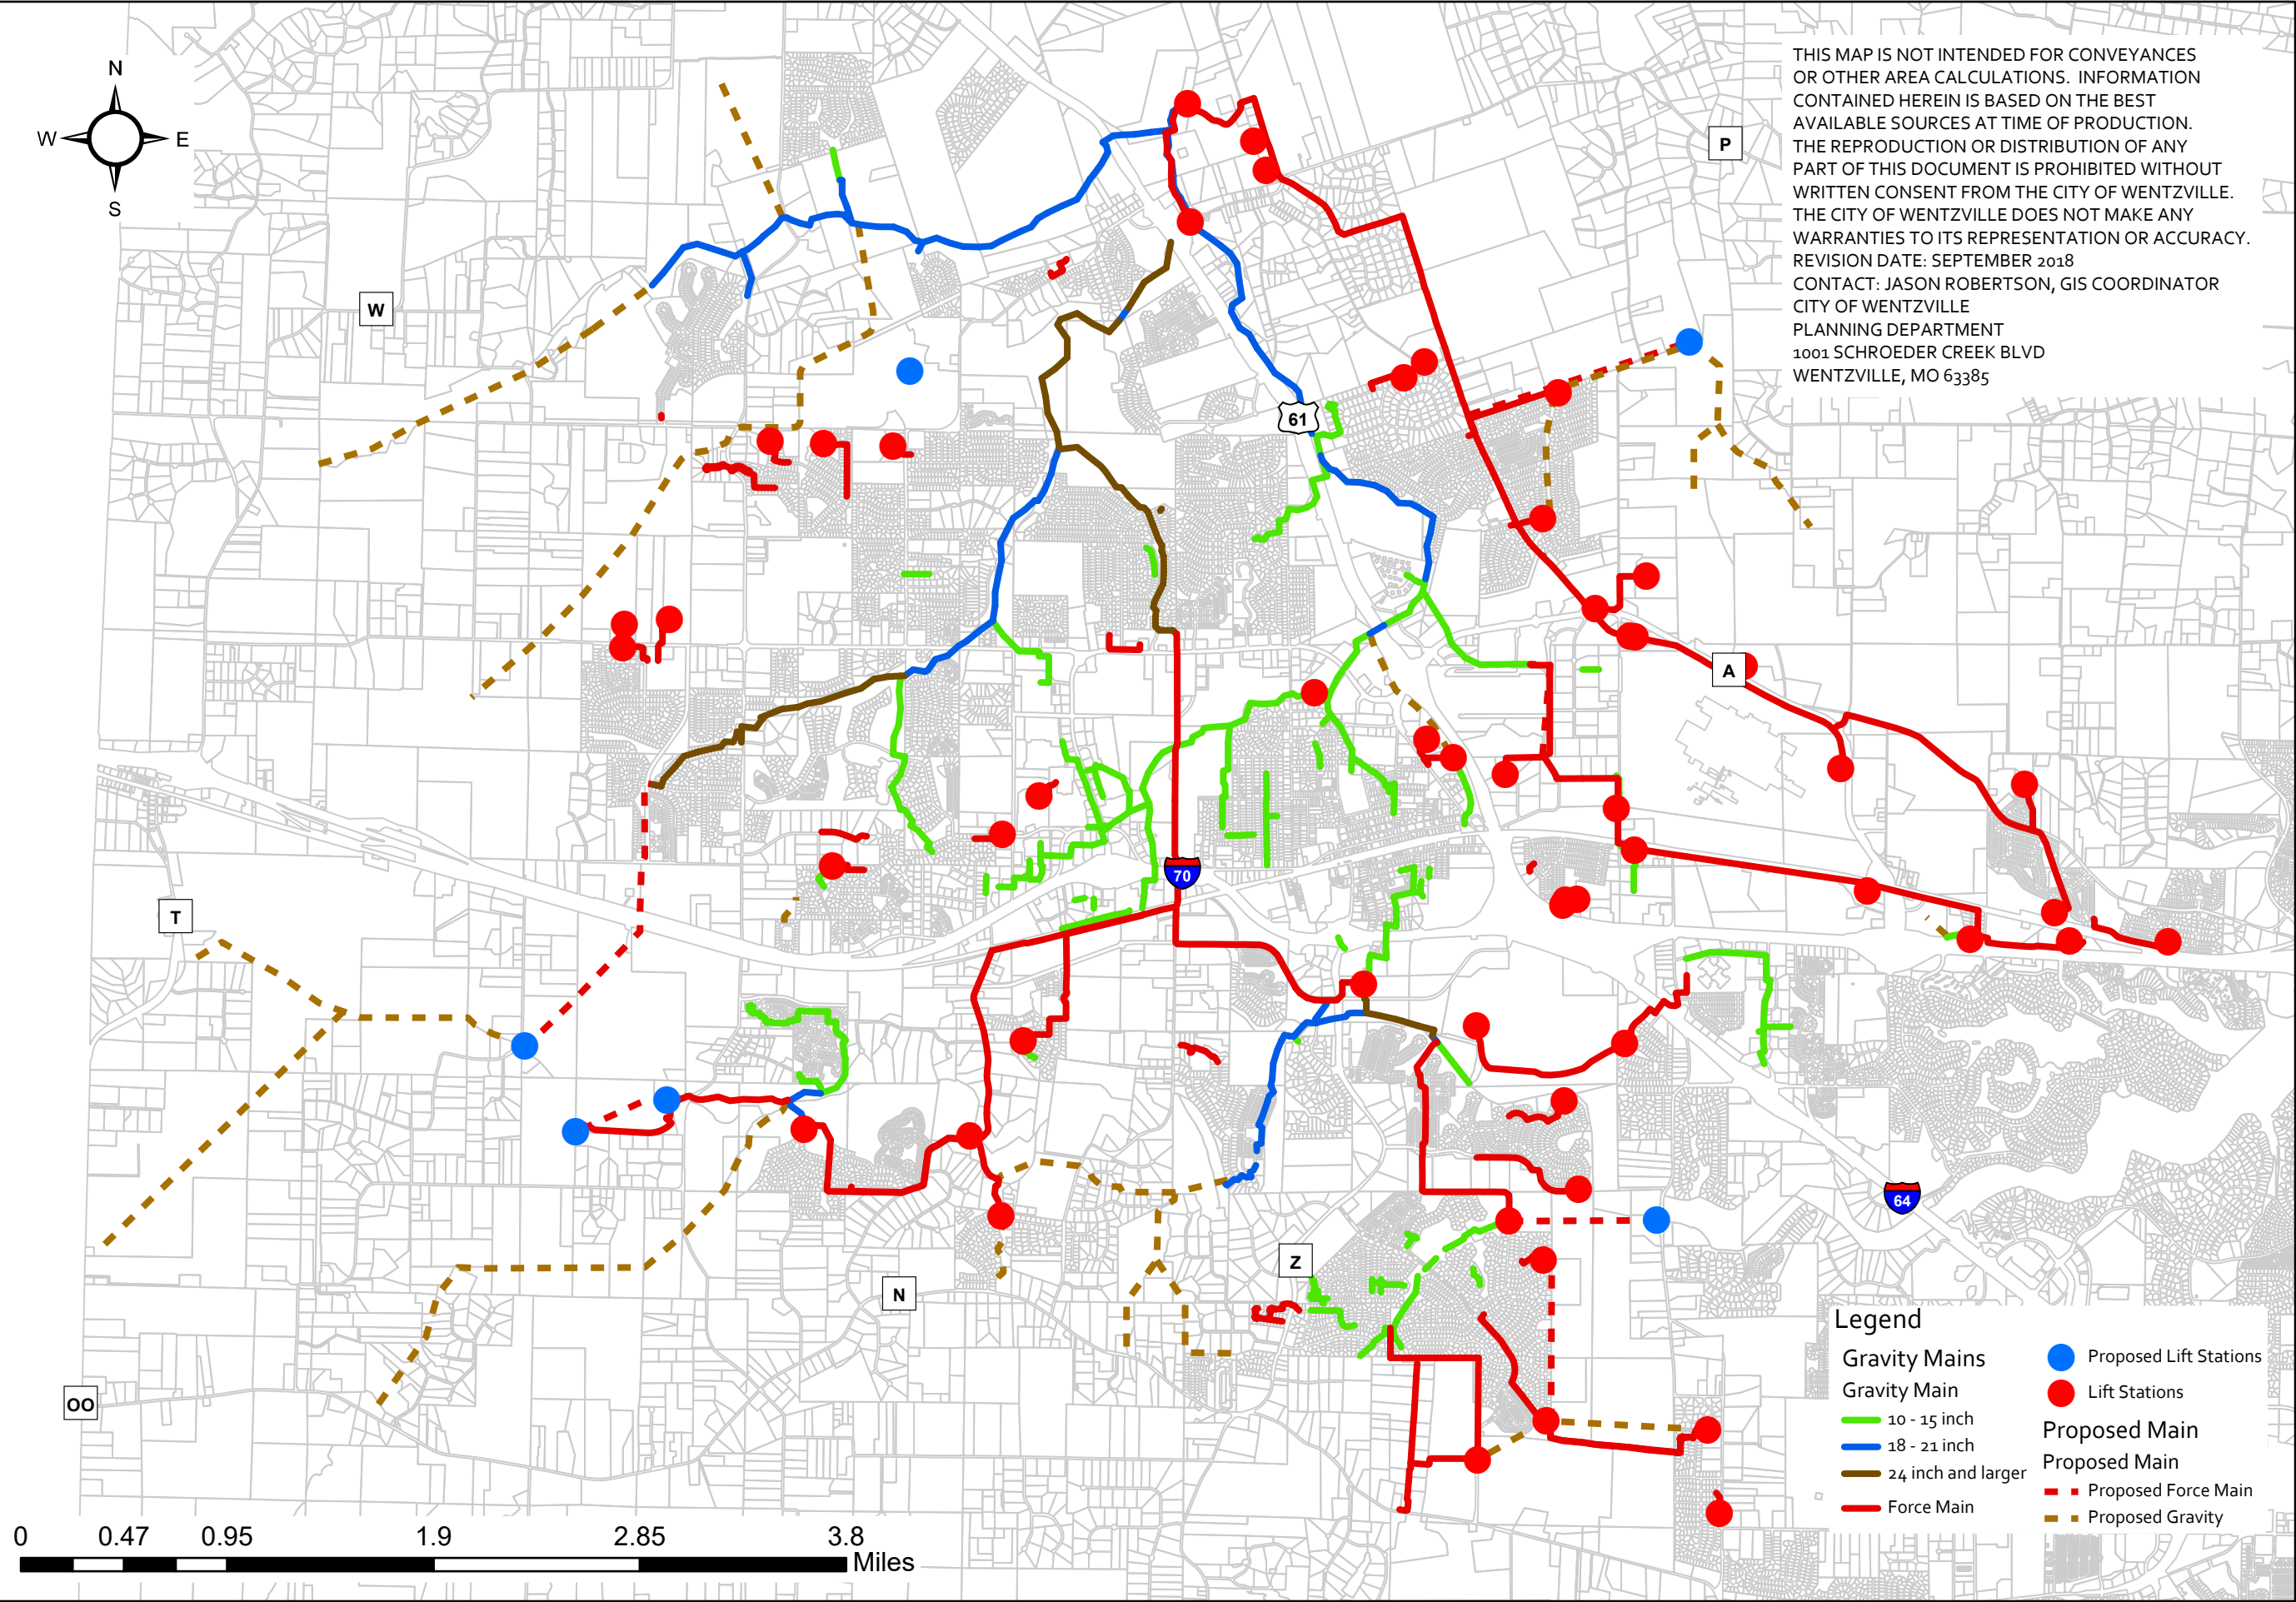 N
W
E
S
THIS MAP IS NOT INTENDED FOR CONVEYANCES
OR OTHER AREA CALCULATIONS.  INFORMATION
CONTAINED HEREIN IS BASED ON THE BEST
AVAILABLE SOURCES AT TIME OF PRODUCTION.
THE REPRODUCTION OR DISTRIBUTION OF ANY
PART OF THIS DOCUMENT IS PROHIBITED WITHOUT
WRITTEN CONSENT FROM THE CITY OF WENTZVILLE.
THE CITY OF WENTZVILLE DOES NOT MAKE ANY
WARRANTIES TO ITS REPRESENTATION OR ACCURACY.
REVISION DATE: SEPTEMBER 2018
CONTACT: JASON ROBERTSON, GIS COORDINATOR
CITY OF WENTZVILLE
PLANNING DEPARTMENT
1001 SCHROEDER CREEK BLVD
WENTZVILLE, MO 63385
P
W
61
A
70
T
64
Z
N
OO
Legend
Gravity Mains
Gravity Main
10 - 15 inch
18 - 21 inch
24 inch and larger
Force Main
Proposed Lift Stations
Lift Stations
Proposed Main
Proposed Main
Proposed Force Main
Proposed Gravity
0 0.47 0.95 1.9 2.85 3.8
Miles